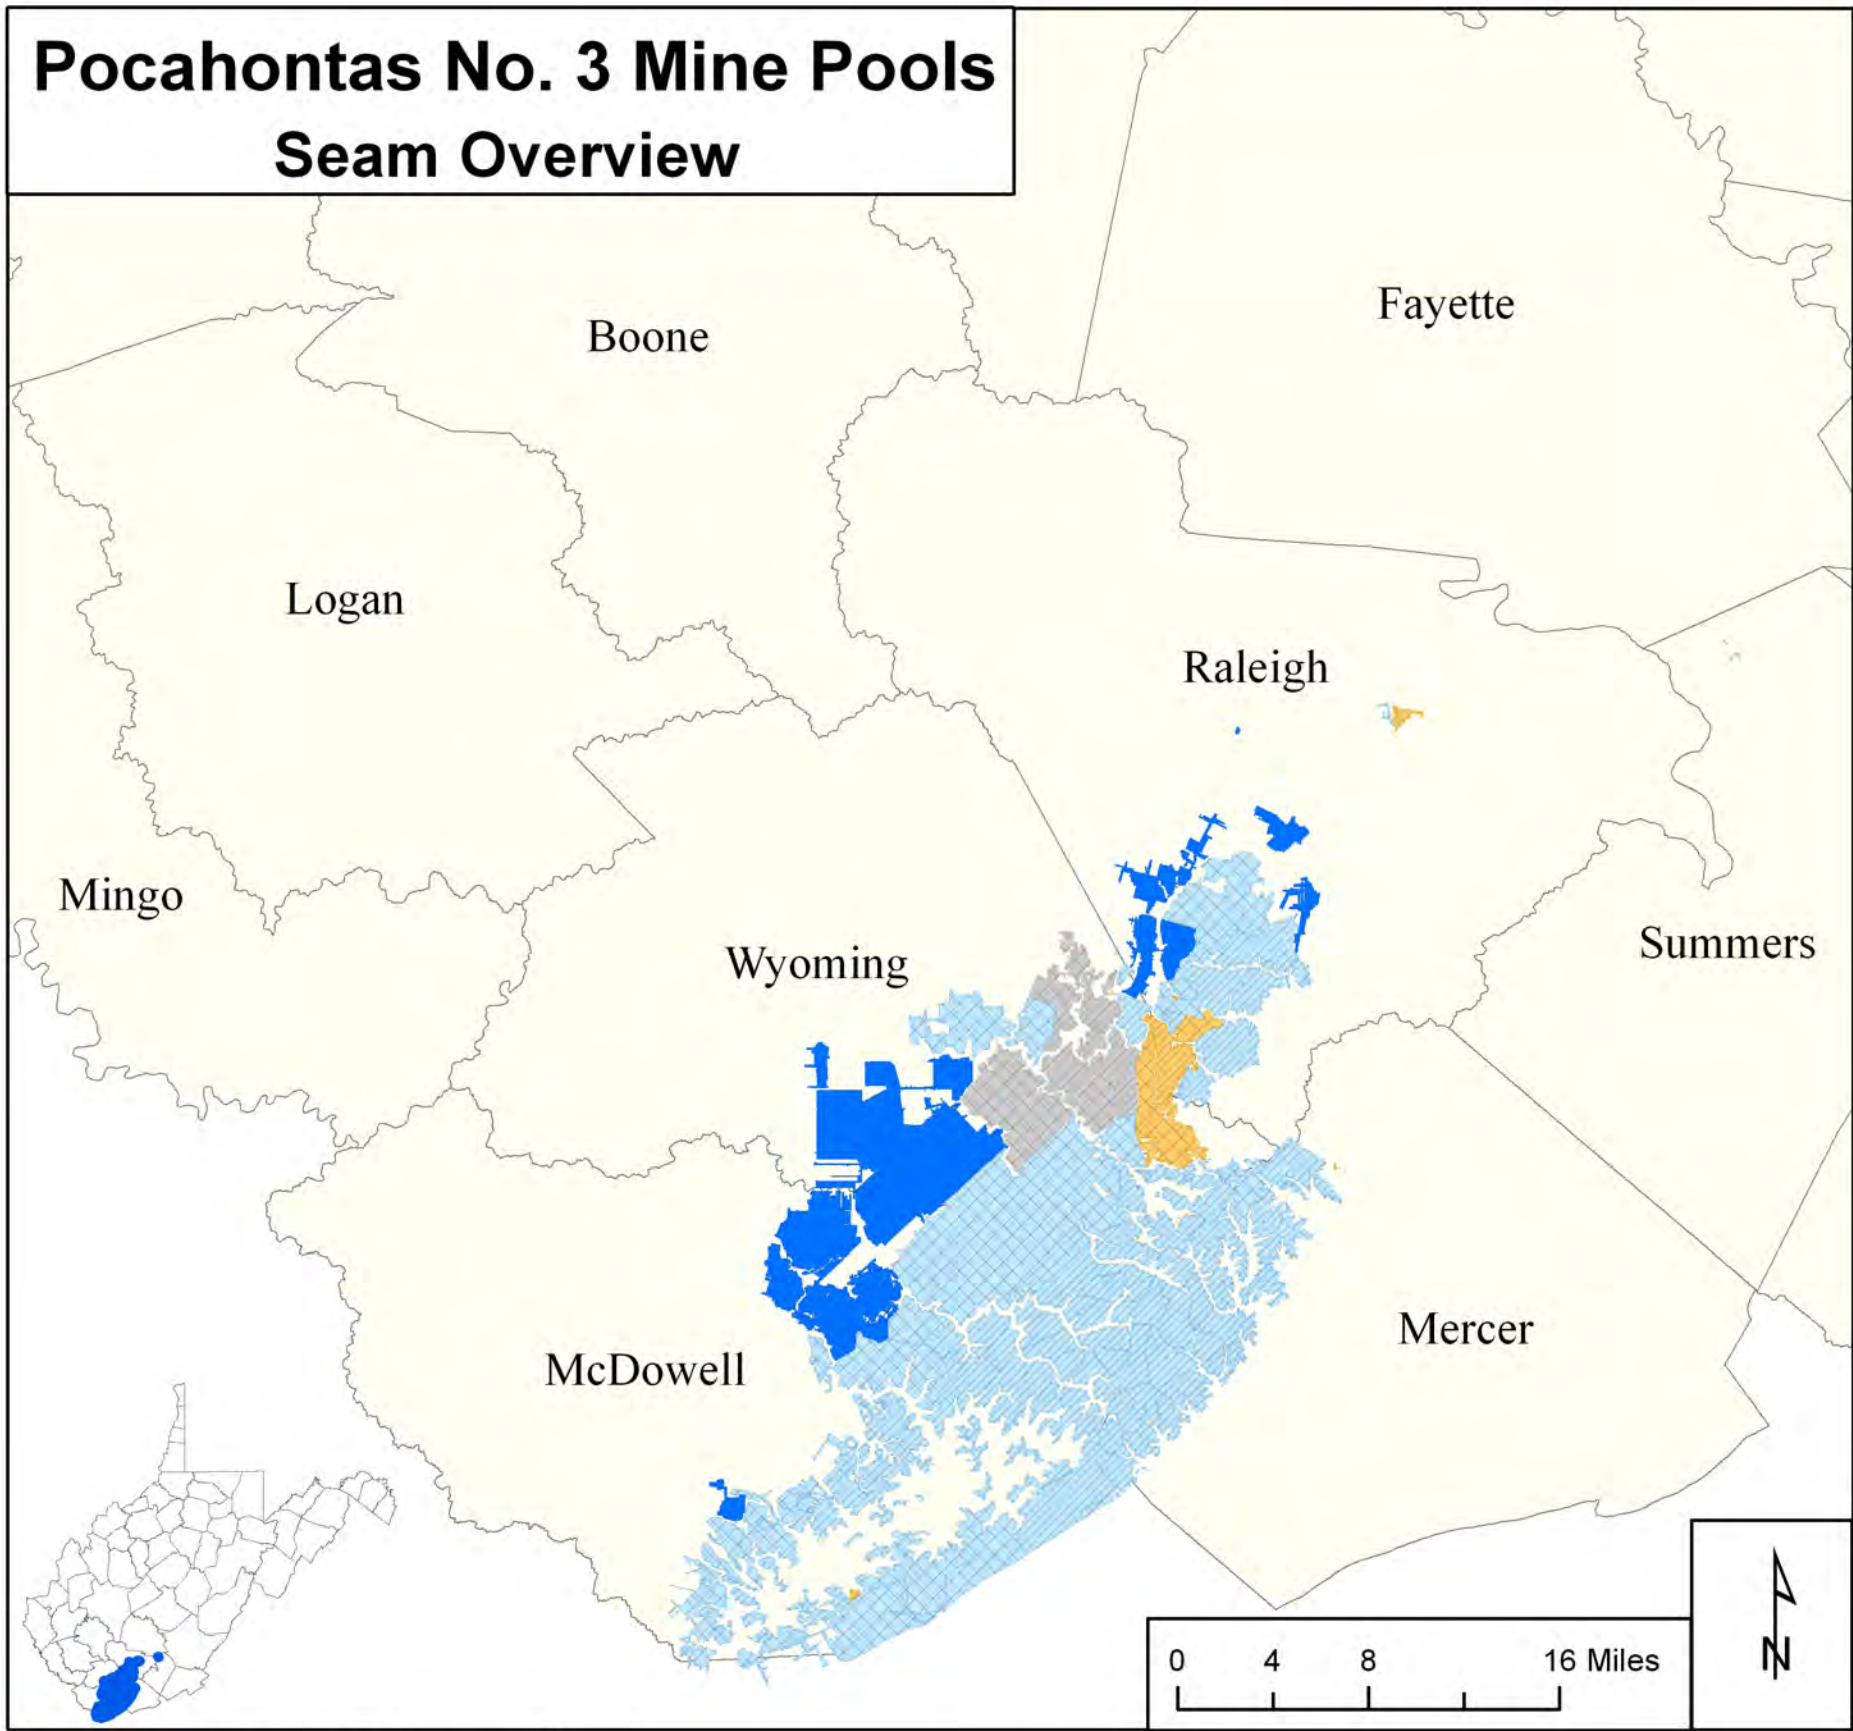 Pocahontas No. 3 Mine Pools
Seam Overview
Fayette
Boone
Logan
Raleigh
Mingo
Wyoming
Summers
Mercer
McDowell
0 4 8 16 Miles
N